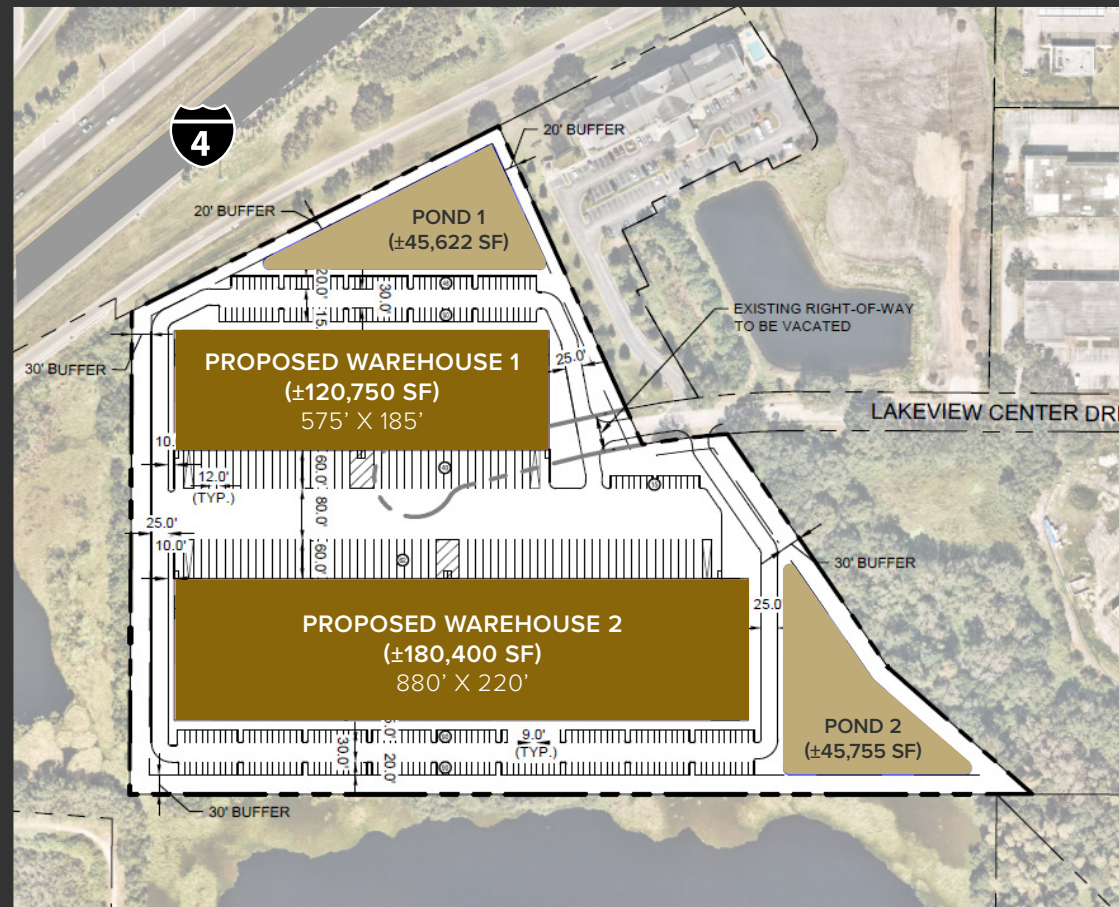 4
20' BUFFER
20' BUFFER
POND 1
(±45,622 SF)
20.0'
30.0'
15.
EXISTING RIGHT-OF-WAY
TO BE VACATED
30' BUFFER
25.0'
PROPOSED WAREHOUSE 1
(±120,750 SF)
575' X 185'
LAKEVIEW CENTER DRI
10.
60.0'
12.0'
(TYP.)
80.0'
25.0'
10.0'
60.0'
30' BUFFER
25.0
PROPOSED WAREHOUSE 2
(±180,400 SF)
880' X 220'
POND 2
(±45,755 SF)
9.0'
(TYP.)
30.0'
20.0'
30' BUFFER